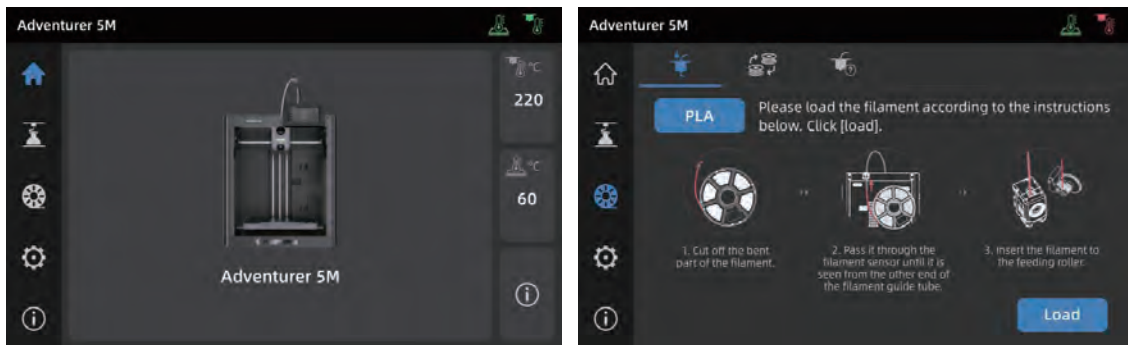 Adventurer 5M
°C
220
°C
60
Adventurer 5M
Adventurer 5M
PLA
Please load the filament according to the instructions
below. Click [load].
1. Cut off the bent
part of the filament.
2. Pass it through the
filament sensor until it is
seen from the other end of
the filament guide tube.
3. Insert the filament to
the feeding roller.
Load